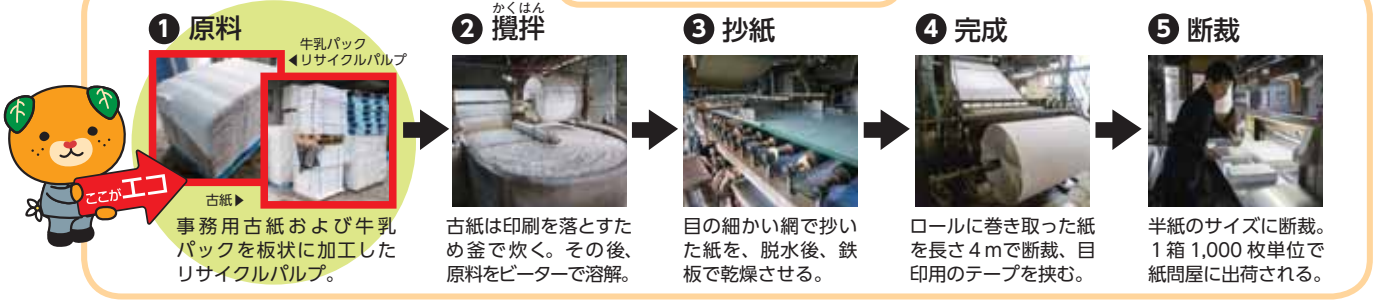 ❶ 原料
牛乳パック
◀リサイクルパルプ
ここがエコ
古紙▶
事務用古紙および牛乳
パックを板状に加工した
リサイクルパルプ。
かくはん
❷ 攪拌
古紙は印刷を落とすた
め釜で炊く。その後、
原料をビーターで溶解。
❸ 抄紙
目の細かい網で抄い
た紙を、脱水後、鉄
板で乾燥させる。
❹ 完成
ロールに巻き取った紙
を長さ4mで断裁、目
印用のテープを挟む。
❺ 断裁
半紙のサイズに断裁。
1箱1,000枚単位で
紙問屋に出荷される。